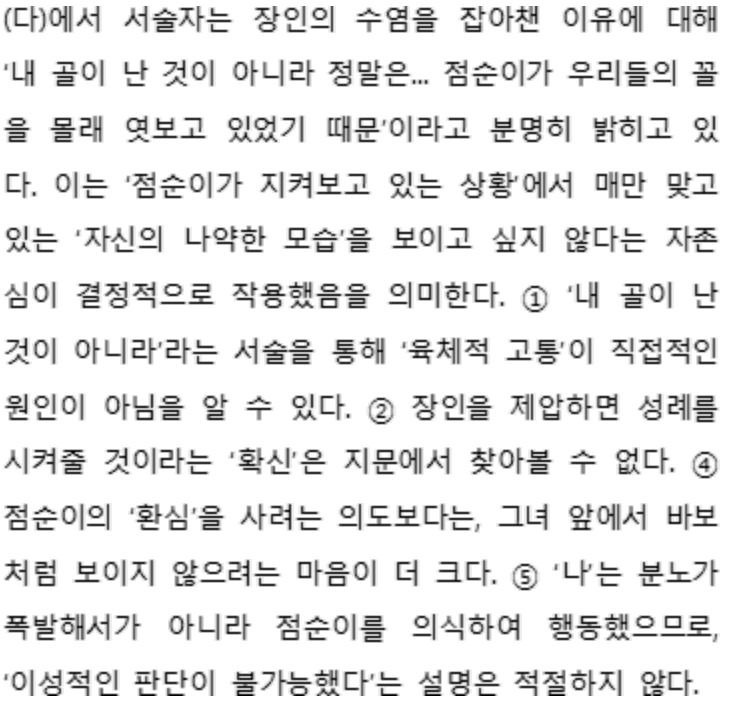 (다)에서 서술자는 장인의 수염을 잡아챈 이유에 대해
'내 골이 난 것이 아니라 정말은... 점순이가 우리들의 꼴
을 몰래 엿보고 있었기 때문'이라고 분명히 밝히고 있
다. 이는 '점순이가 지켜보고 있는 상황'에서 매만 맞고
있는 '자신의 나약한 모습'을 보이고 싶지 않다는 자존
심이 결정적으로 작용했음을 의미한다. ① '내 골이 난
것이 아니라'라는 서술을 통해 '육체적 고통'이 직접적인
원인이 아님을 알 수 있다. ② 장인을 제압하면 성례를
시켜줄 것이라는 '확신'은 지문에서 찾아볼 수 없다. ④
점순이의 '환심'을 사려는 의도보다는, 그녀 앞에서 바보
처럼 보이지 않으려는 마음이 더 크다. ⑤ '나'는 분노가
폭발해서가 아니라 점순이를 의식하여 행동했으므로,
'이성적인 판단이 불가능했다'는 설명은 적절하지 않다.